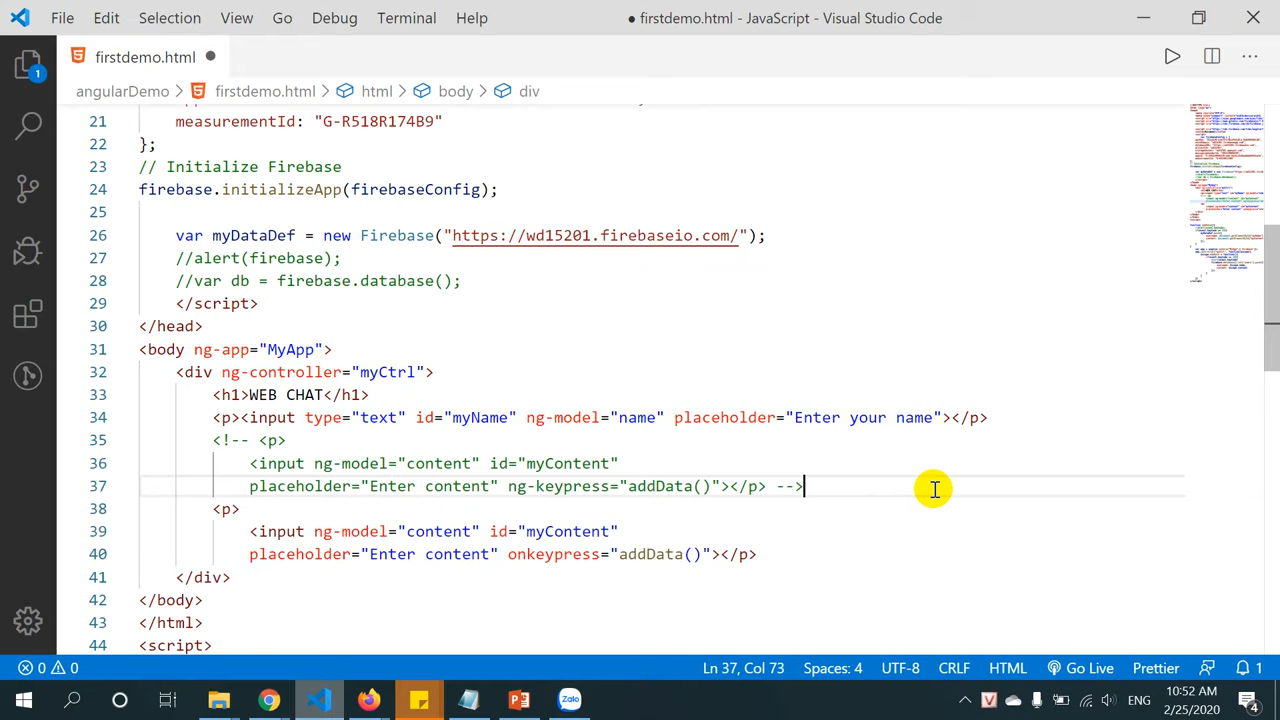 File Edit Selection View Go Debug Terminal Help
● firstdemo.html - JavaScript - Visual Studio Code
firstdemo.html ●
angularDemo > firstdemo.html > html > body > div
21 measurementId: "G-R518R174B9"
22 };
23 // Initialize Firebase
24 firebase.initializeApp(firebaseConfig);
25
26 var myDataDef = new Firebase("https://wd15201.firebaseio.com/");
27 //alert(firebase);
28 //var db = firebase.database();
29 </script>
30 </head>
31 <body ng-app="MyApp">
32 <div ng-controller="myCtrl">
33 <h1>WEB CHAT</h1>
34 <p><input type="text" id="myName" ng-model="name" placeholder="Enter your name"></p>
35 <!-- <p>
36 <input ng-model="content" id="myContent"
37 placeholder="Enter content" ng-keypress="addData()"></p> -->
38 <p>
39 <input ng-model="content" id="myContent"
40 placeholder="Enter content" onkeypress="addData()"></p>
41 </div>
42 </body>
43 </html>
44 <script>
0 0 Ln 37, Col 73 Spaces: 4 UTF-8 CRLF HTML Go Live Prettier 1
Zalo V ENG 10:52 AM
2/25/2020 4
1